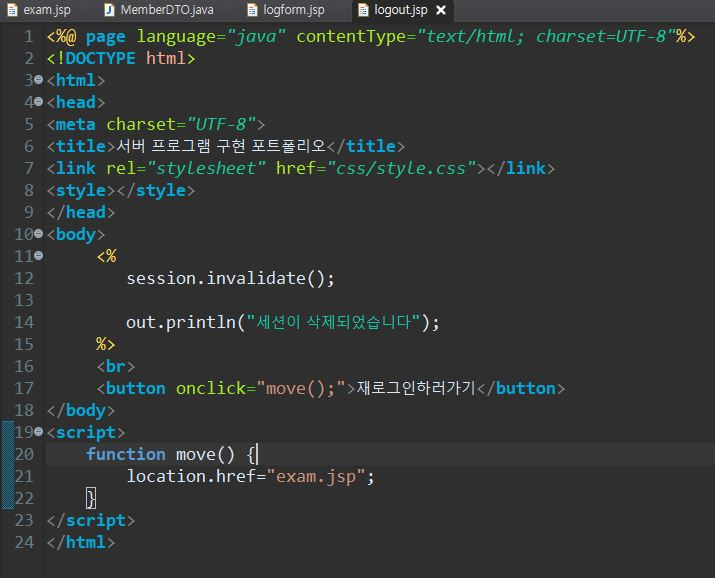 exam.jsp MemberDTO.java logform.jsp logout.jsp
1 <%@ page language="java" contentType="text/html; charset=UTF-8"%>
2 <!DOCTYPE html>
3 <html>
4 <head>
5 <meta charset="UTF-8">
6 <title>서버 프로그램 구현 포트폴리오</title>
7 <link rel="stylesheet" href="css/style.css"></link>
8 <style></style>
9 </head>
10 <body>
11 <%
12 session.invalidate();
13
14 out.println("세션이 삭제되었습니다");
15 %>
16 <br>
17 <button onclick="move();">재로그인하러가기</button>
18 </body>
19 <script>
20 function move() {
21 location.href="exam.jsp";
22 }
23 </script>
24 </html>